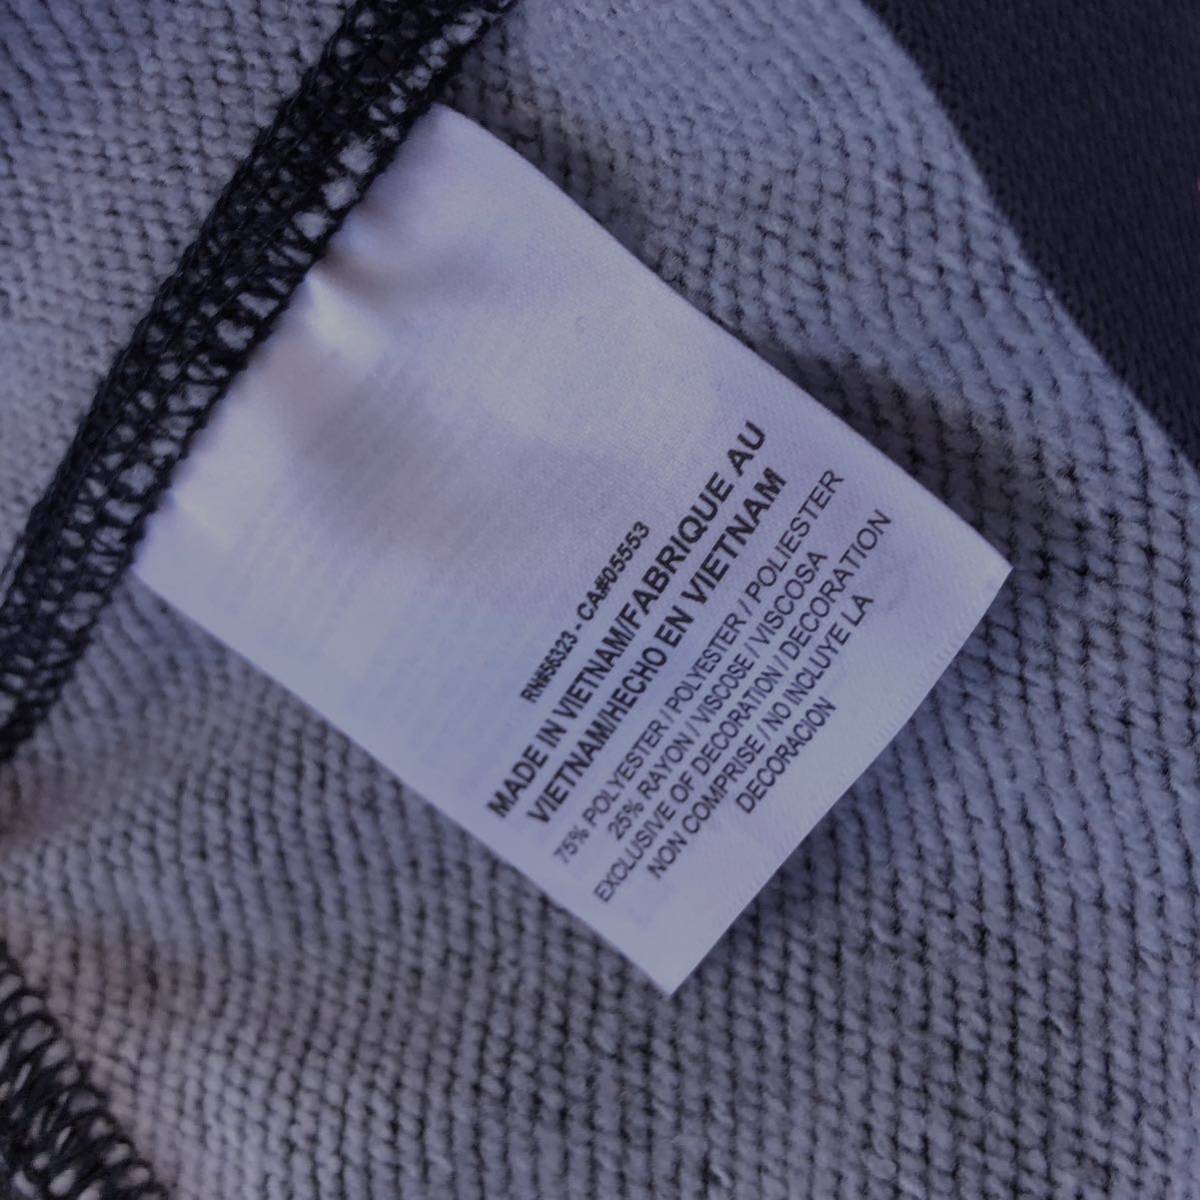 RN#56323 - CA#05553
MADE IN VIETNAM/FABRIQUE AU
VIETNAM/HECHO EN VIETNAM
75% POLYESTER / POLYESTER / POLIESTER
25% RAYON / VISCOSE / VISCOSA
EXCLUSIVE OF DECORATION / DECORATION
NON COMPRISE / NO INCLUYE LA
DECORACION